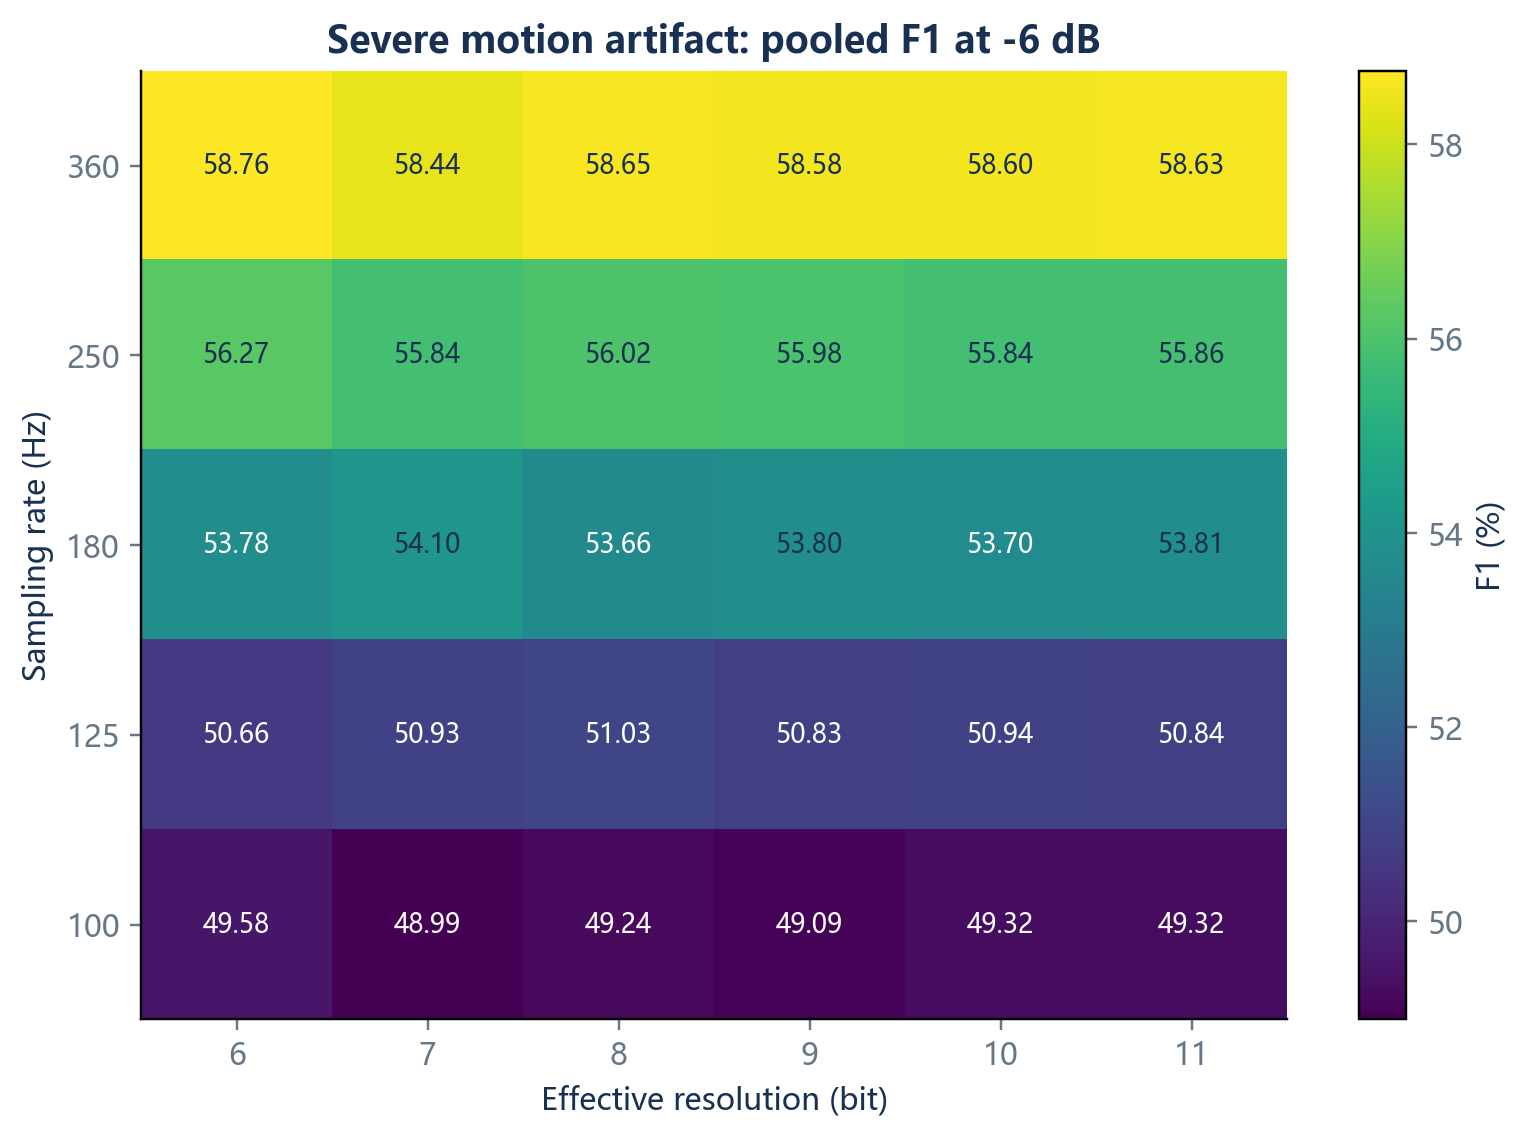 Severe motion artifact: pooled F1 at -6 dB
360 58.76 58.44 58.65 58.58 58.60 58.63
250 56.27 55.84 56.02 55.98 55.84 55.86
180 53.78 54.10 53.66 53.80 53.70 53.81
125 50.66 50.93 51.03 50.83 50.94 50.84
100 49.58 48.99 49.24 49.09 49.32 49.32
6 7 8 9 10 11
Effective resolution (bit)
Sampling rate (Hz)
58
56
54
52
50
F1 (%)